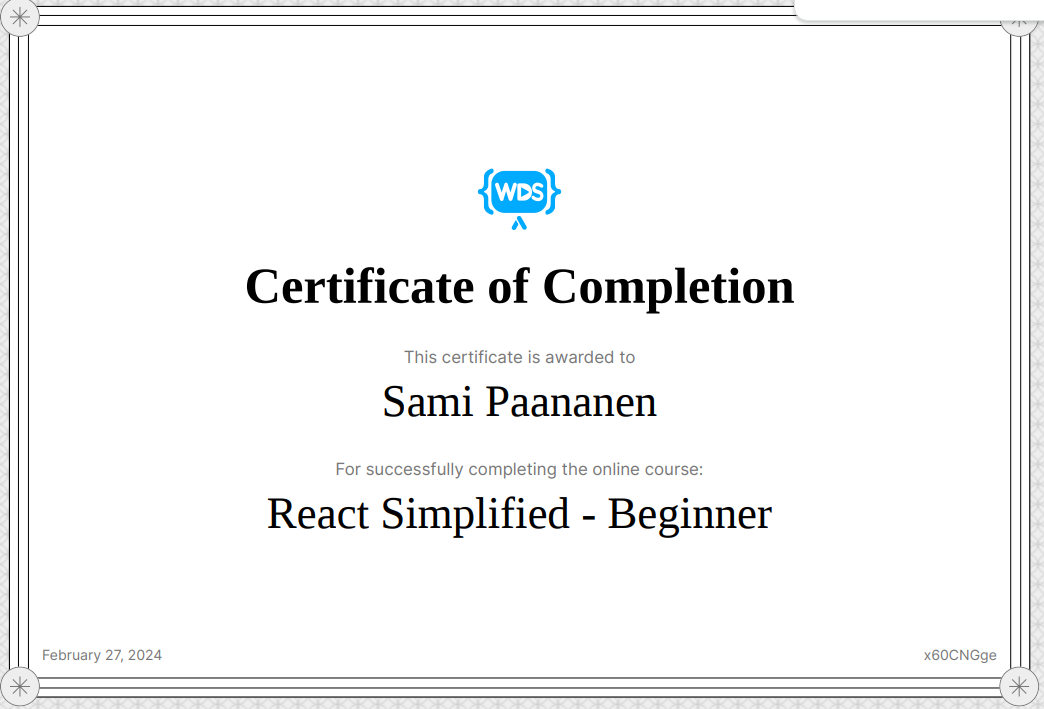 WDS
Certificate of Completion
This certificate is awarded to
Sami Paananen
For successfully completing the online course:
React Simplified - Beginner
February 27, 2024
x60CNGge